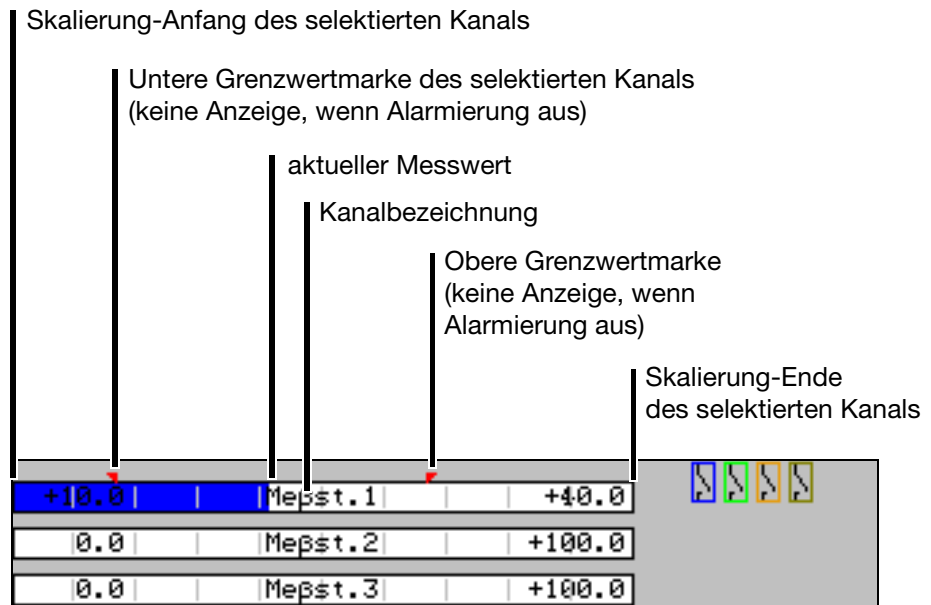 Skalierung-Anfang des selektierten Kanals
Untere Grenzwertmarke des selektierten Kanals
(keine Anzeige, wenn Alarmierung aus)
aktueller Messwert
Kanalbezeichnung
Obere Grenzwertmarke
(keine Anzeige, wenn
Alarmierung aus)
Skalierung-Ende
des selektierten Kanals
+10.0 Meßst.1 +40.0
0.0 Meßst.2 +100.0
0.0 Meßst.3 +100.0